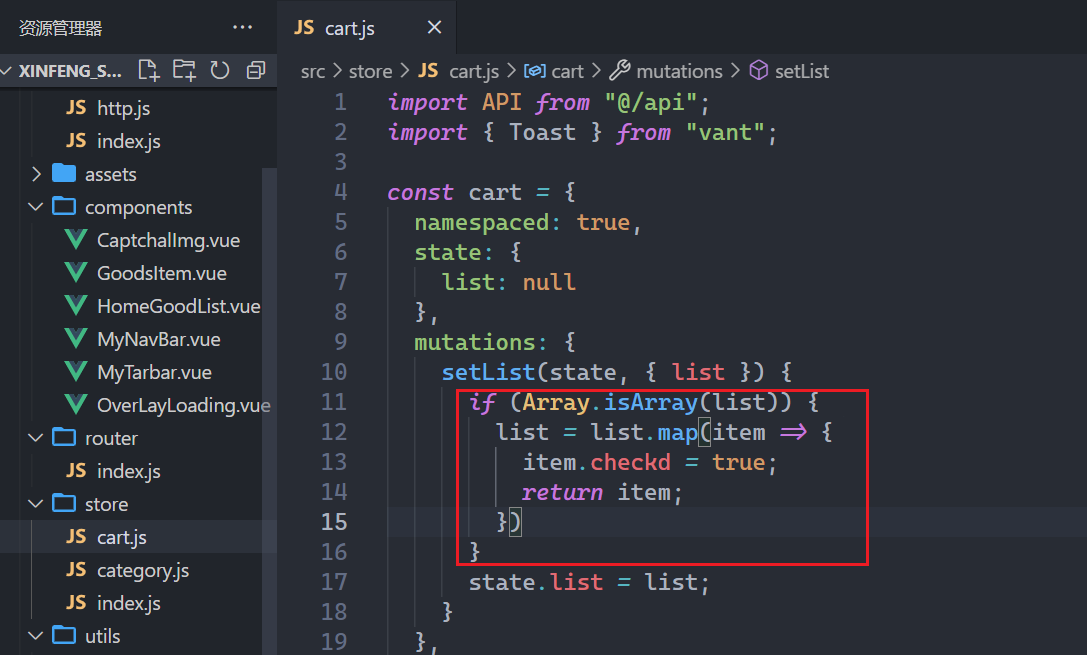 资源管理器 ···
XINFENG_S...
JS http.js
JS index.js
assets
components
CaptchalImg.vue
GoodsItem.vue
HomeGoodList.vue
MyNavBar.vue
MyTarbar.vue
OverLayLoading.vue
router
JS index.js
store
JS cart.js
JS category.js
JS index.js
utils
JS cart.js ×
src > store > JS cart.js > cart > mutations > setList
1 import API from "@/api";
2 import { Toast } from "vant";
3
4 const cart = {
5 namespaced: true,
6 state: {
7 list: null
8 },
9 mutations: {
10 setList(state, { list }) {
11 if (Array.isArray(list)) {
12 list = list.map(item => {
13 item.checkd = true;
14 return item;
15 })
16 }
17 state.list = list;
18 }
19 },